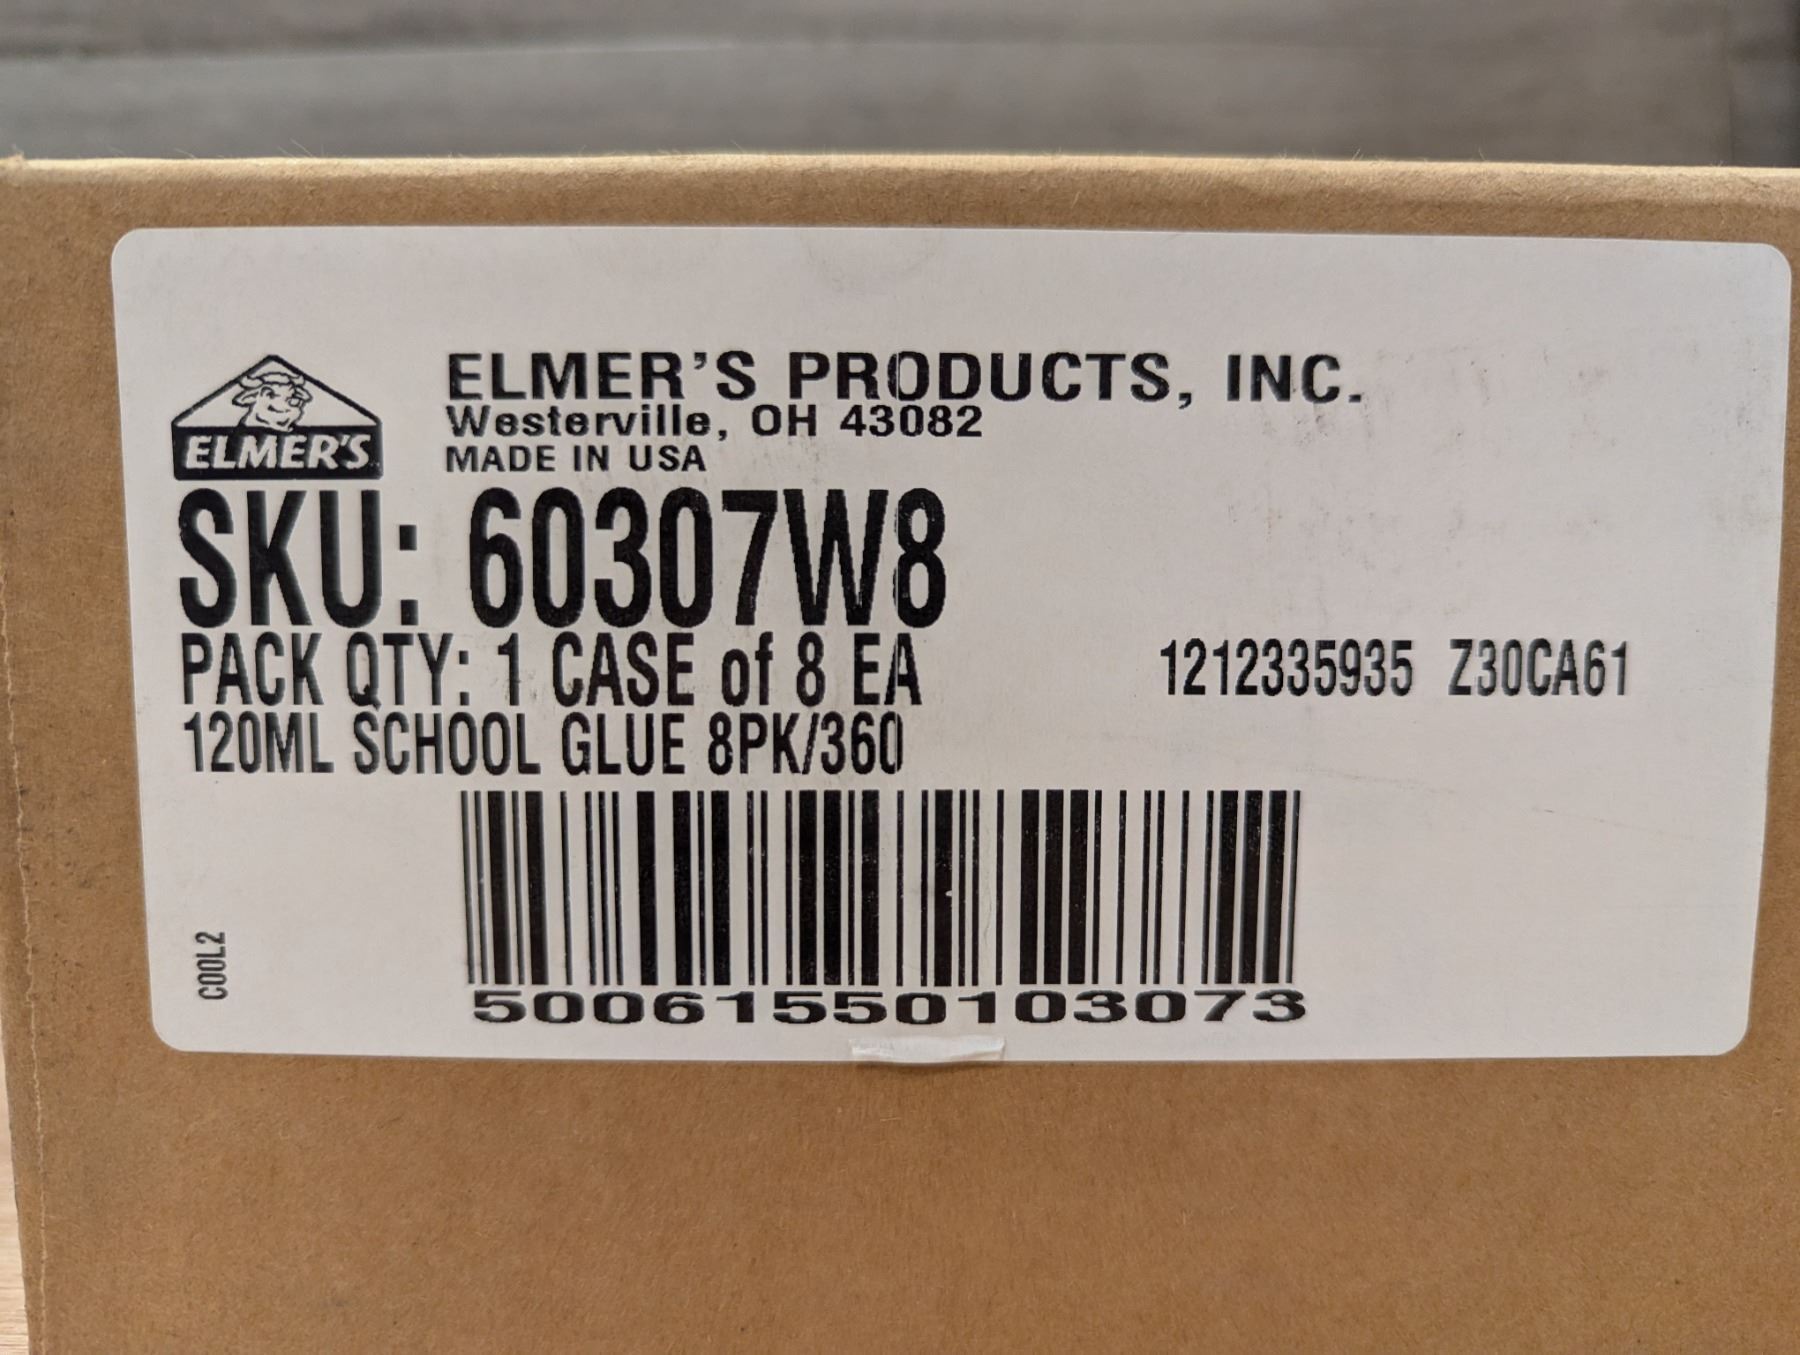 ELMER'S
ELMER'S PRODUCTS, INC.
Westerville, OH 43082
MADE IN USA
SKU: 60307W8
PACK QTY: 1 CASE of 8 EA
1212335935 Z30CA61
120ML SCHOOL GLUE 8PK/360
COOL2
50061550103073